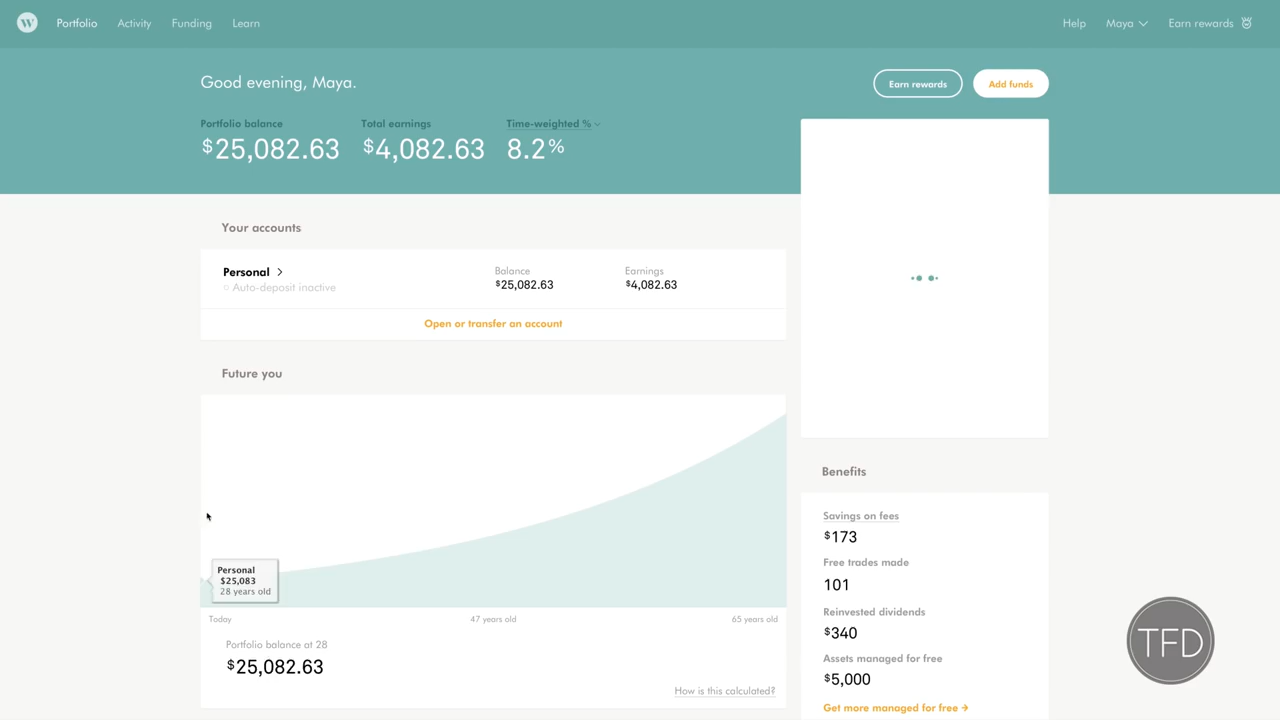 W
Portfolio Activity Funding Learn
Help Maya Earn rewards
Good evening, Maya.
Earn rewards
Add funds
Portfolio balance
$25,082.63
Total earnings
$4,082.63
Time-weighted %
8.2%
Your accounts
Personal
Auto-deposit inactive
Balance
$25,082.63
Earnings
$4,082.63
Open or transfer an account
Future you
Personal
$25,083
28 years old
Today
47 years old
65 years old
Portfolio balance at 28
$25,082.63
How is this calculated?
Benefits
Savings on fees
$173
Free trades made
101
Reinvested dividends
$340
Assets managed for free
$5,000
Get more managed for free →
TFD